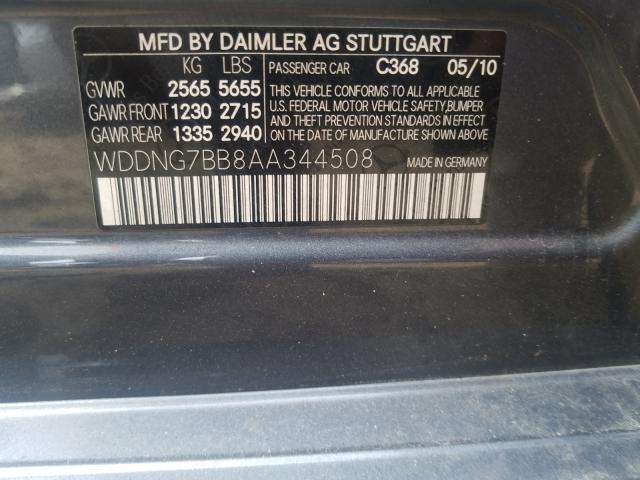 MFD BY DAIMLER AG STUTTGART
KG LBS PASSENGER CAR C368 05/10
GVWR 2565 5655
GAWR FRONT 1230 2715
GAWR REAR 1335 2940
THIS VEHICLE CONFORMS TO ALL APPLICABLE
U.S. FEDERAL MOTOR VEHICLE SAFETY, BUMPER
AND THEFT PREVENTION STANDARDS IN EFFECT
ON THE DATE OF MANUFACTURE SHOWN ABOVE.
WDDNG7BB8AA344508 MADE IN GERMANY